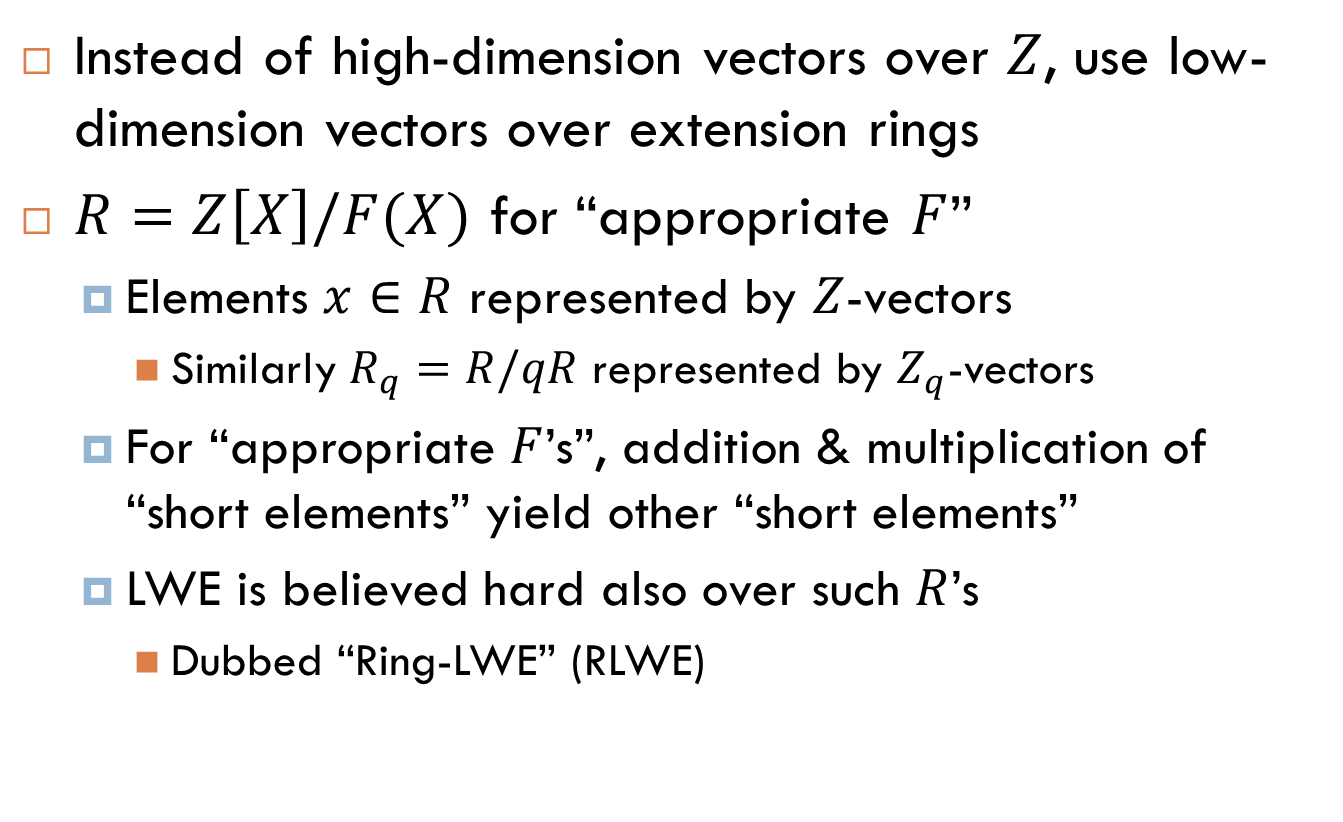 Instead of high-dimension vectors over Z, use low-
dimension vectors over extension rings
R = Z[X]/F(X) for “appropriate F”
Elements x ∈ R represented by Z-vectors
Similarly R_q = R/qR represented by Z_q-vectors
For “appropriate F’s”, addition & multiplication of
“short elements” yield other “short elements”
LWE is believed hard also over such R’s
Dubbed “Ring-LWE” (RLWE)